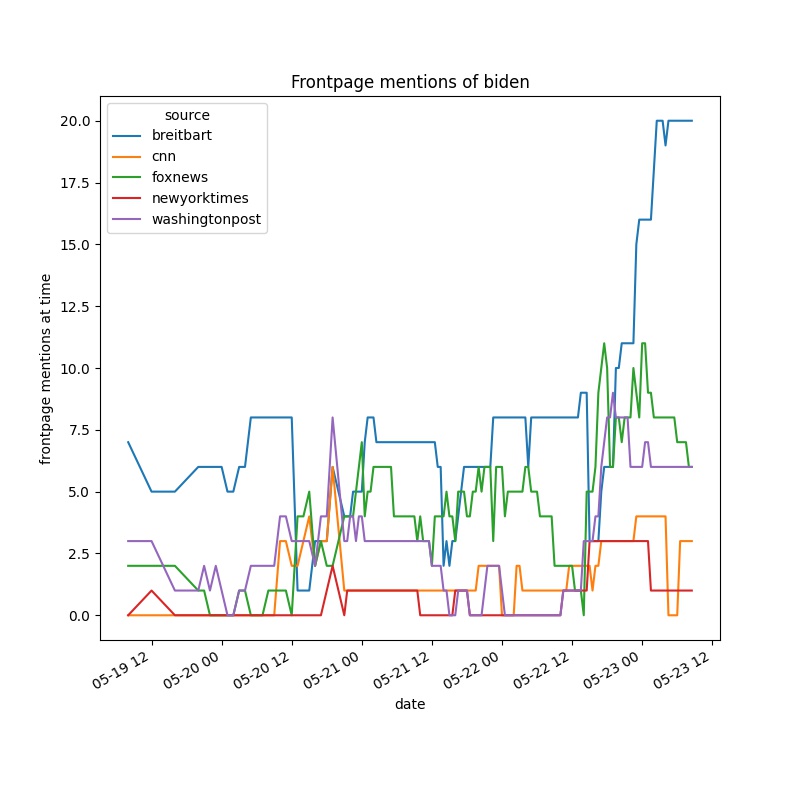 Frontpage mentions of biden
source
breitbart
cnn
foxnews
newyorktimes
washingtonpost
frontpage mentions at time
20.0
17.5
15.0
12.5
10.0
7.5
5.0
2.5
0.0
05-19 12
05-20 00
05-20 12
05-21 00
05-21 12
05-22 00
05-22 12
05-23 00
05-23 12
date